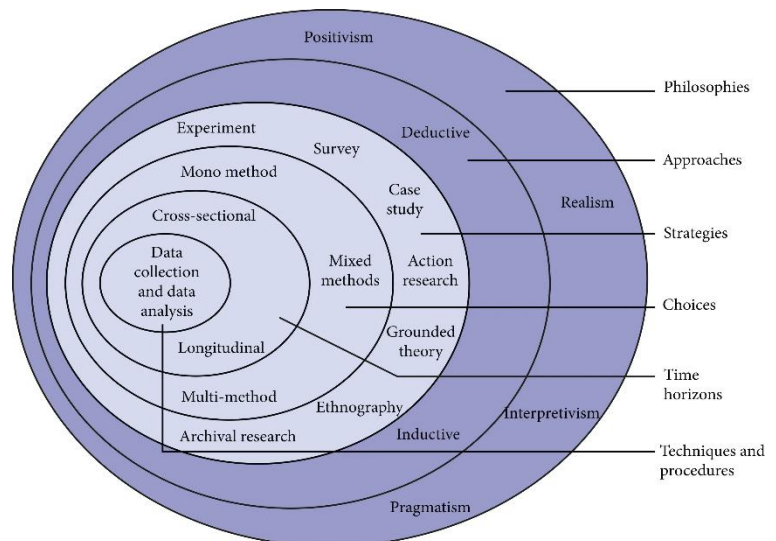 Positivism
Philosophies
Experiment
Deductive
Survey
Approaches
Mono method
Case
study
Realism
Cross-sectional
Strategies
Data
collection
and data
analysis
Mixed
methods
Action
research
Choices
Grounded
theory
Longitudinal
Time
horizons
Multi-method
Ethnography
Interpretivism
Archival research
Inductive
Techniques and
procedures
Pragmatism